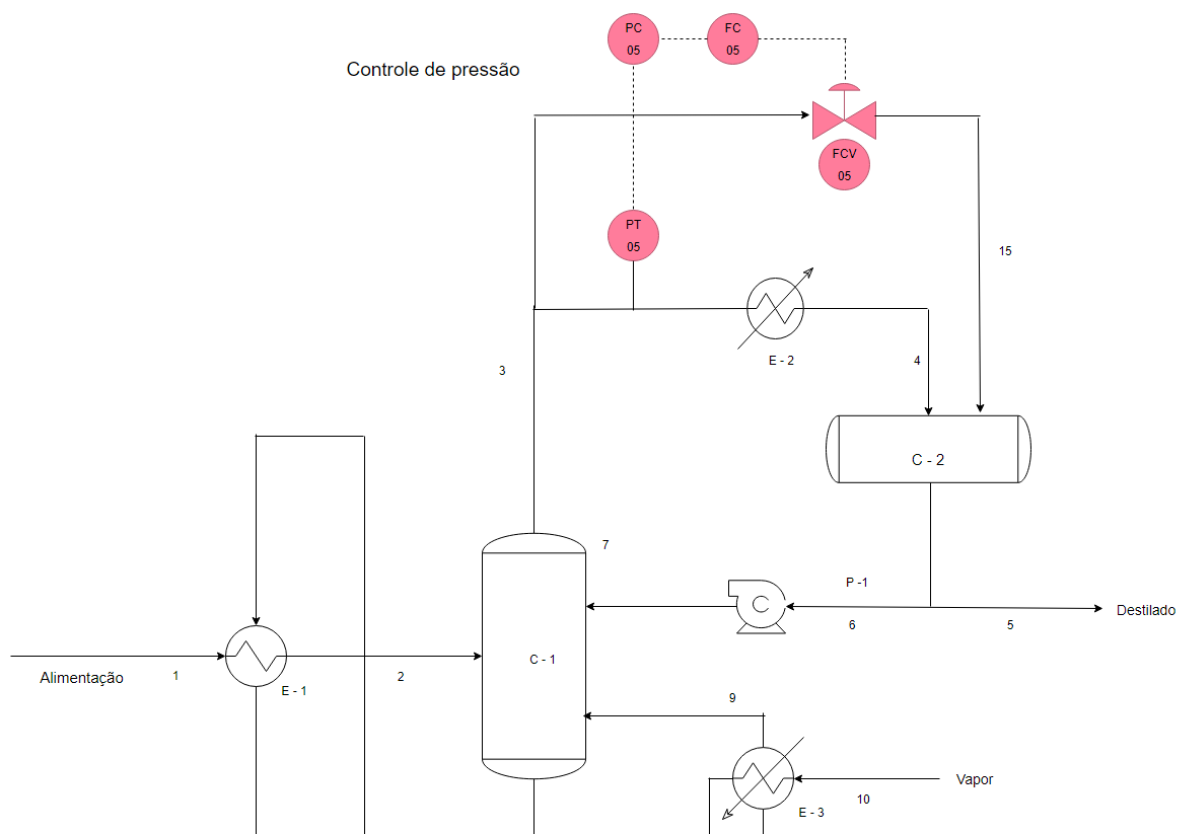 PC
05
FC
05
Controle de pressão
FCV
05
PT
05
15
E - 2
4
3
C - 2
7
P -1
C
Destilado
6
5
C - 1
Alimentação
1
2
E - 1
9
Vapor
10
E - 3